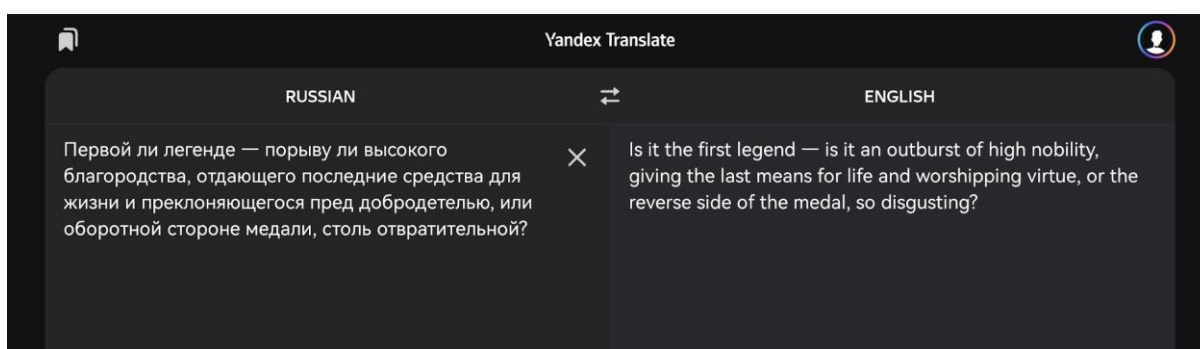 Yandex Translate
RUSSIAN
ENGLISH
Первой ли легенде — порыву ли высокого
благородства, отдающего последние средства для
жизни и преклоняющегося пред добродетелью, или
оборотной стороне медали, столь отвратительной?
Is it the first legend — is it an outburst of high nobility,
giving the last means for life and worshipping virtue, or the
reverse side of the medal, so disgusting?